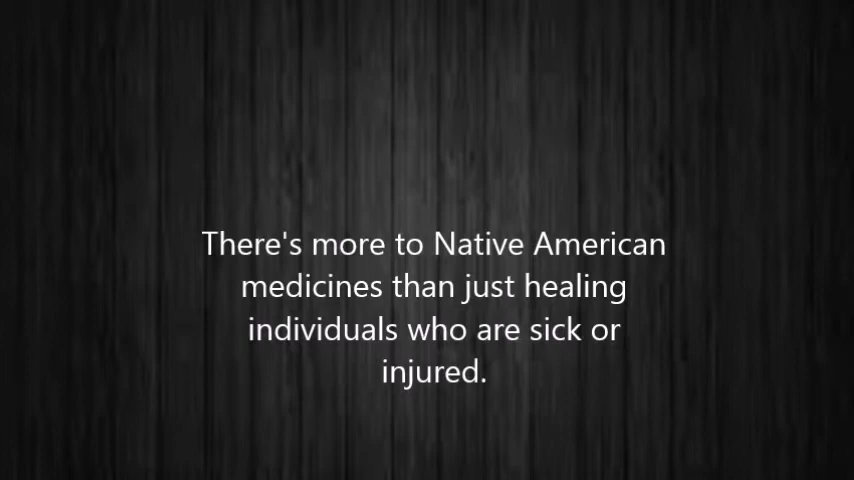 There's more to Native American
medicines than just healing
individuals who are sick or
injured.